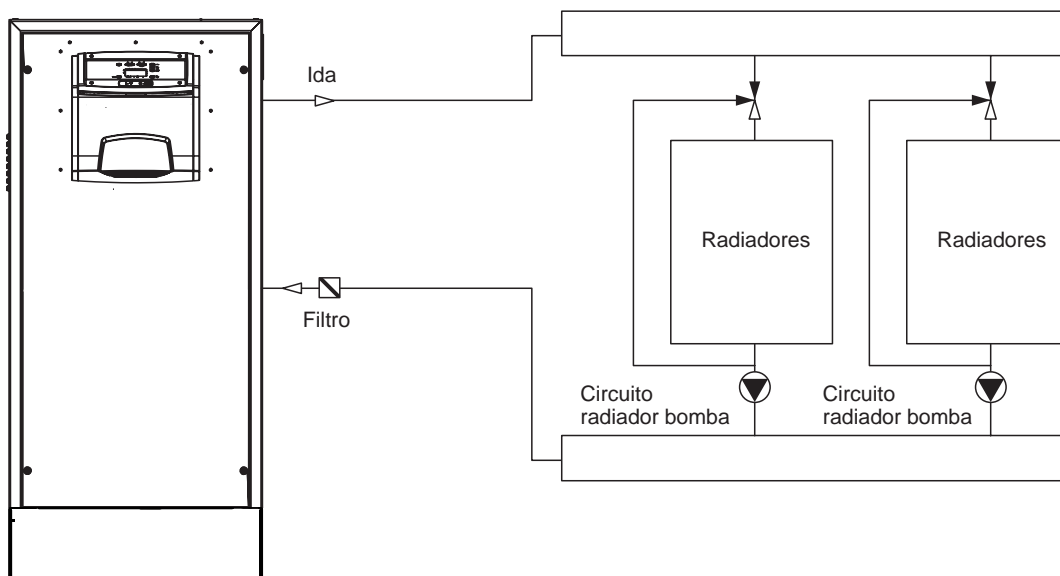 Ida
Radiadores
Radiadores
Filtro
Circuito
radiador bomba
Circuito
radiador bomba